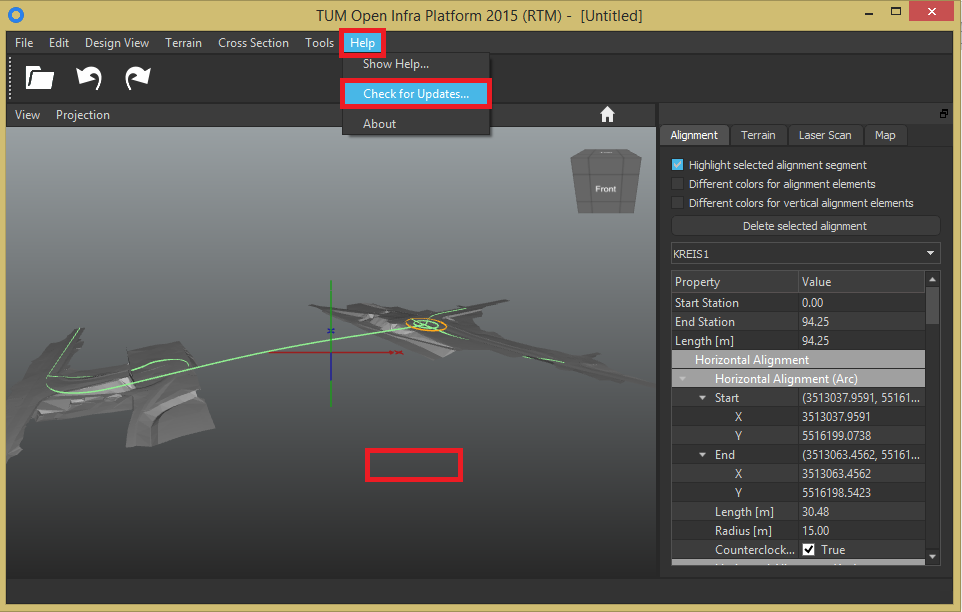 TUM Open Infra Platform 2015 (RTM) - [Untitled]
File Edit Design View Terrain Cross Section Tools Help
Show Help...
Check for Updates...
About
View Projection
Front
Alignment Terrain Laser Scan Map
Highlight selected alignment segment
Different colors for alignment elements
Different colors for vertical alignment elements
Delete selected alignment
KREIS1
Property Value
Start Station 0.00
End Station 94.25
Length [m] 94.25
Horizontal Alignment
Horizontal Alignment (Arc)
Start (3513037.9591, 55161...
X 3513037.9591
Y 5516199.0738
End (3513063.4562, 55161...
X 3513063.4562
Y 5516198.5423
Length [m] 30.48
Radius [m] 15.00
Counterclock... True